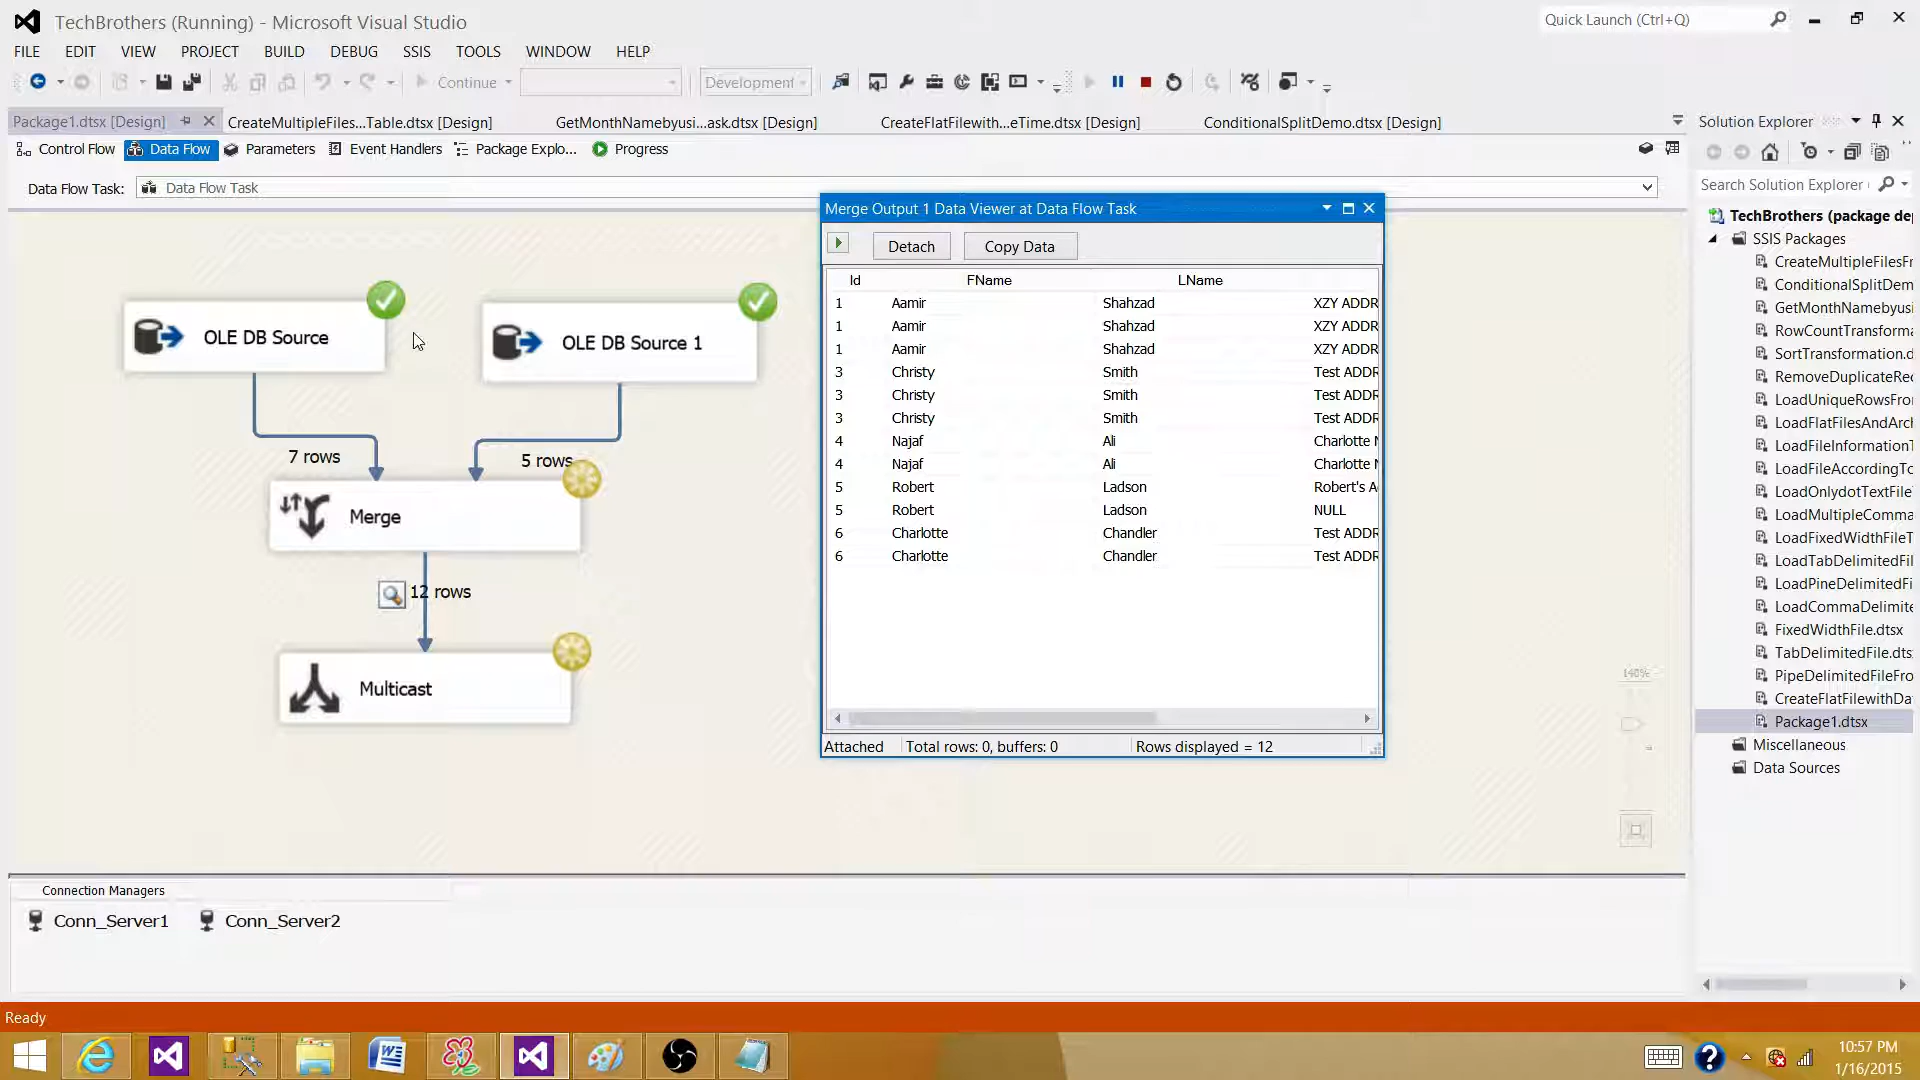 TechBrothers (Running) - Microsoft Visual Studio
Quick Launch (Ctrl+Q)
FILE EDIT VIEW PROJECT BUILD DEBUG SSIS TOOLS WINDOW HELP
Continue
Development
Package1.dtsx [Design]
CreateMultipleFiles...Table.dtsx [Design]
GetMonthNamebyusi...ask.dtsx [Design]
CreateFlatFilewith...eTime.dtsx [Design]
ConditionalSplitDemo.dtsx [Design]
Control Flow
Data Flow
Parameters
Event Handlers
Package Explo...
Progress
Data Flow Task: Data Flow Task
OLE DB Source
OLE DB Source 1
7 rows
5 rows
Merge
12 rows
Multicast
140%
Merge Output 1 Data Viewer at Data Flow Task
Detach
Copy Data
Id FName LName
1 Aamir Shahzad XZY ADDR
1 Aamir Shahzad XZY ADDR
1 Aamir Shahzad XZY ADDR
3 Christy Smith Test ADDR
3 Christy Smith Test ADDR
3 Christy Smith Test ADDR
4 Najaf Ali Charlotte N
4 Najaf Ali Charlotte N
5 Robert Ladson Robert's A
5 Robert Ladson NULL
6 Charlotte Chandler Test ADDR
6 Charlotte Chandler Test ADDR
Attached
Total rows: 0, buffers: 0
Rows displayed = 12
Solution Explorer
Search Solution Explorer
TechBrothers (package de
SSIS Packages
CreateMultipleFilesFr
ConditionalSplitDem
GetMonthNamebyusi
RowCountTransforma
SortTransformation.d
RemoveDuplicateRec
LoadUniqueRowsFro
LoadFlatFilesAndArch
LoadFileInformationT
LoadFileAccordingTo
LoadOnlydotTextFile
LoadMultipleComma
LoadFixedWidthFileT
LoadTabDelimitedFil
LoadPineDelimitedFi
LoadCommaDelimite
FixedWidthFile.dtsx
TabDelimitedFile.dts
PipeDelimitedFileFro
CreateFlatFilewithDa
Package1.dtsx
Miscellaneous
Data Sources
Connection Managers
Conn_Server1
Conn_Server2
Ready
10:57 PM
1/16/2015